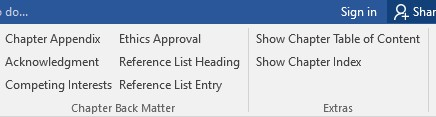 do... Sign in Shar
Chapter Appendix Ethics Approval Show Chapter Table of Content
Acknowledgment Reference List Heading Show Chapter Index
Competing Interests Reference List Entry
Chapter Back Matter Extras